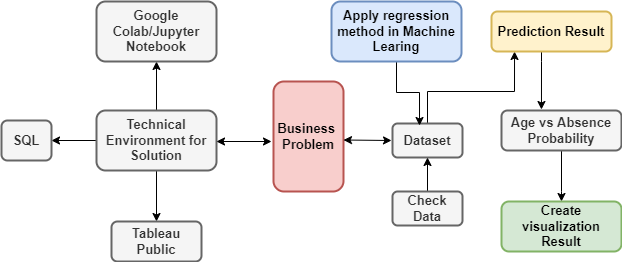 Google
Colab/Jupyter
Notebook
Apply regression
method in Machine
Learing
Prediction Result
SQL
Technical
Environment for
Solution
Business
Problem
Dataset
Age vs Absence
Probability
Check
Data
Tableau
Public
Create
visualization
Result